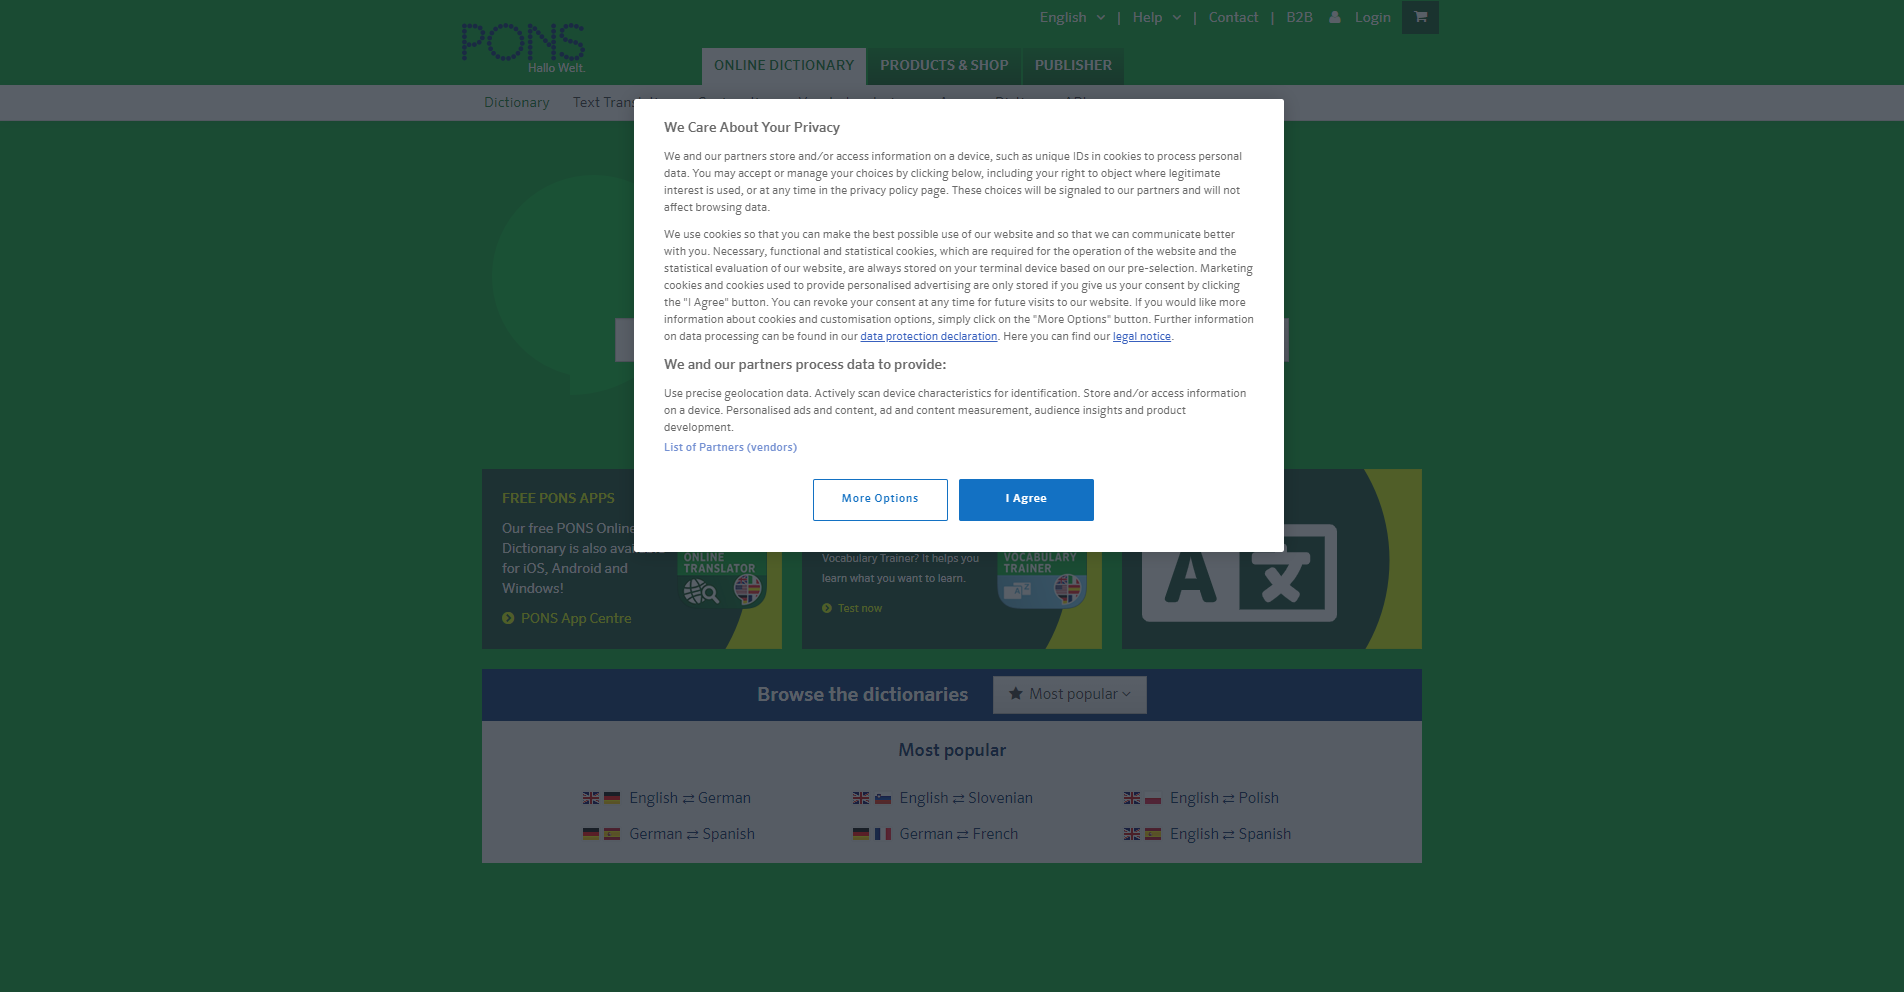 English | Help | Contact | B2B Login
PONS
Hallo Welt.
ONLINE DICTIONARY PRODUCTS & SHOP PUBLISHER
Dictionary Text
We Care About Your Privacy
We and our partners store and/or access information on a device, such as unique IDs in cookies to process personal
data. You may accept or manage your choices by clicking below, including your right to object where legitimate
interest is used, or at any time in the privacy policy page. These choices will be signaled to our partners and will not
affect browsing data.
We use cookies so that you can make the best possible use of our website and so that we can communicate better
with you. Necessary, functional and statistical cookies, which are required for the operation of the website and the
statistical evaluation of our website, are always stored on your terminal device based on our pre-selection. Marketing
cookies and cookies used to provide personalised advertising are only stored if you give us your consent by clicking
the "I Agree" button. You can revoke your consent at any time for future visits to our website. If you would like more
information about cookies and customisation options, simply click on the "More Options" button. Further information
on data processing can be found in our data protection declaration. Here you can find our legal notice.
We and our partners process data to provide:
Use precise geolocation data. Actively scan device characteristics for identification. Store and/or access information
on a device. Personalised ads and content, ad and content measurement, audience insights and product
development.
List of Partners (vendors)
More Options I Agree
FREE PONS APPS
Our free PONS Online
Dictionary is also
for iOS, Android and
Windows!
PONS App Centre
ONLINE
TRANSLATOR
Vocabulary Trainer? It helps you
learn what you want to learn.
Test now
VOCABULARY
TRAINER
A 文
Browse the dictionaries Most popular
Most popular
English ⇄ German English ⇄ Slovenian English ⇄ Polish
German ⇄ Spanish German ⇄ French English ⇄ Spanish